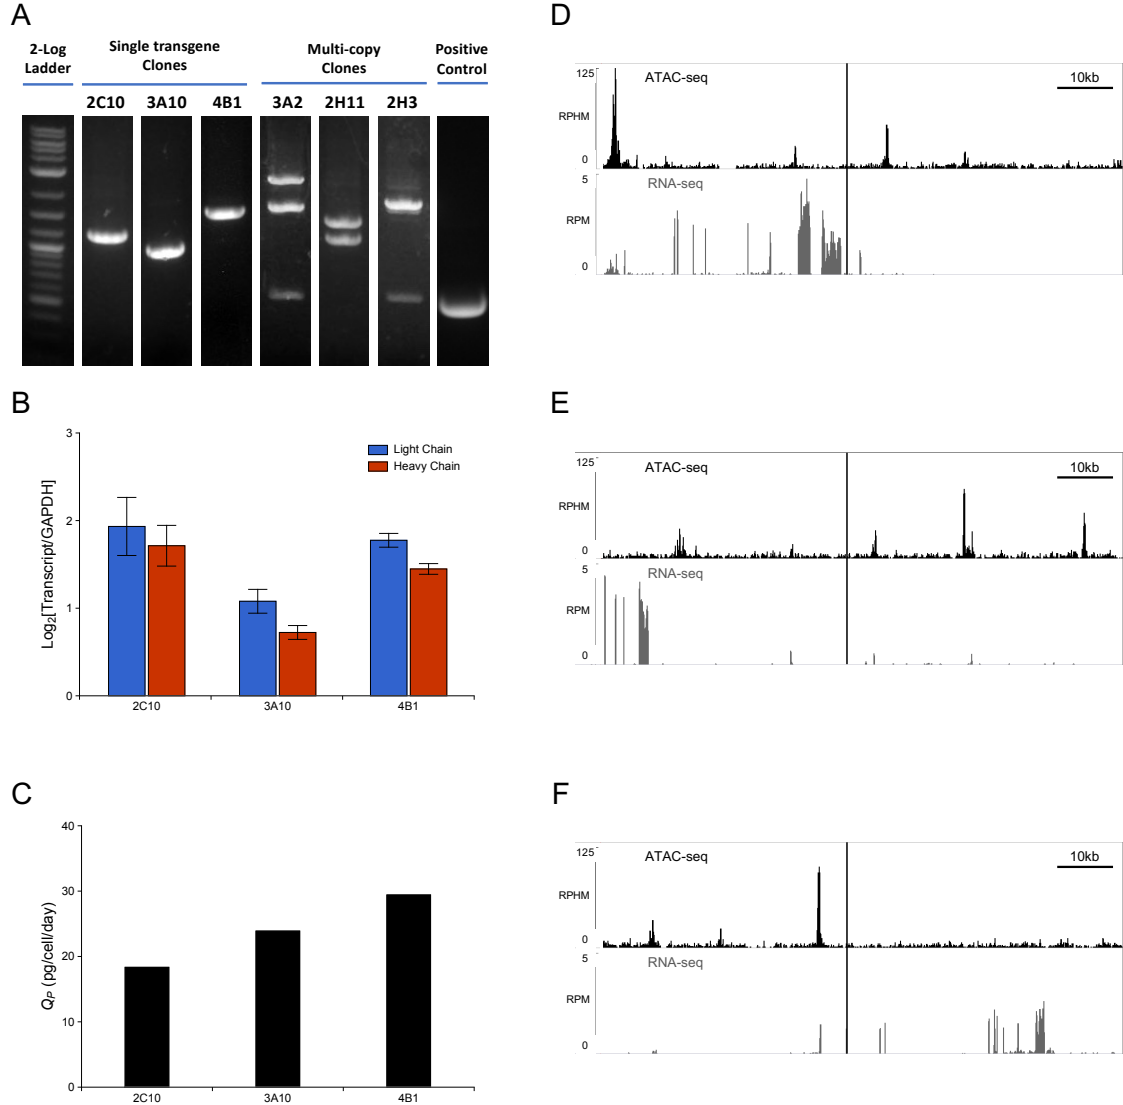 A
2-Log
Ladder
Single transgene
Clones
Multi-copy
Clones
Positive
Control
2C10 3A10 4B1 3A2 2H11 2H3
B
3
2
1
0
Log2[Transcript/GAPDH]
Light Chain
Heavy Chain
2C10 3A10 4B1
C
40
30
20
10
0
QP (pg/cell/day)
2C10 3A10 4B1
D
125
ATAC-seq
10kb
RPHM
0
5
RNA-seq
RPM
0
E
125
ATAC-seq
10kb
RPHM
0
5
RNA-seq
RPM
0
F
125
ATAC-seq
10kb
RPHM
0
5
RNA-seq
RPM
0